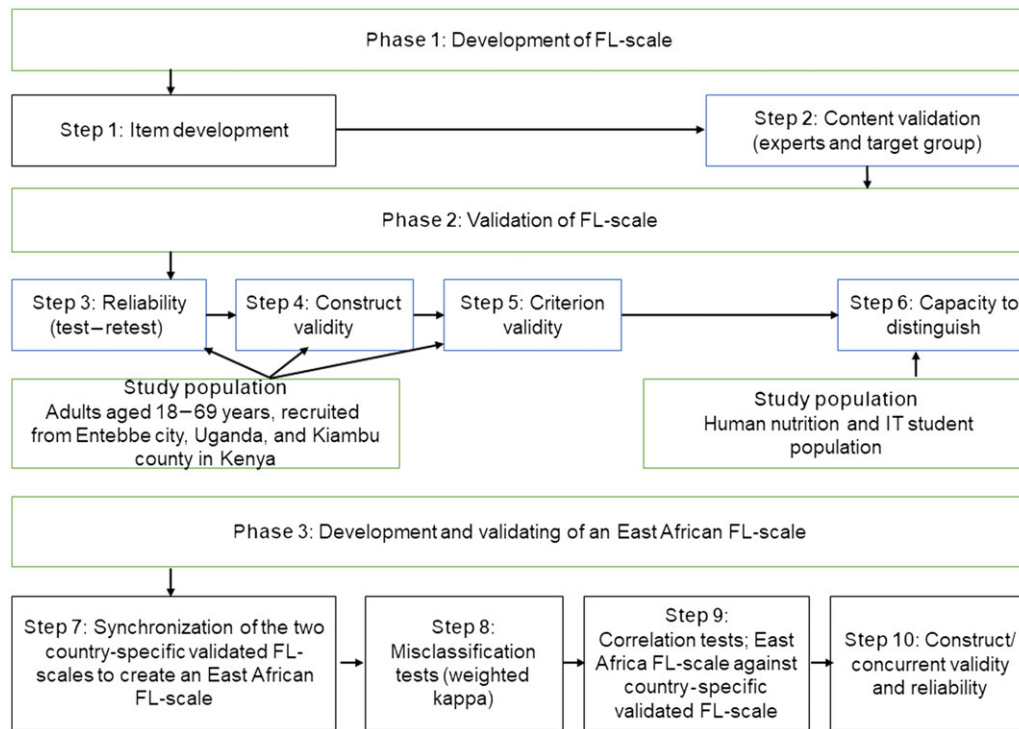 Phase 1: Development of FL-scale
Step 1: Item development
Step 2: Content validation
(experts and target group)
Phase 2: Validation of FL-scale
Step 3: Reliability
(test–retest)
Step 4: Construct
validity
Step 5: Criterion
validity
Step 6: Capacity to
distinguish
Study population
Adults aged 18–69 years, recruited
from Entebbe city, Uganda, and Kiambu
county in Kenya
Study population
Human nutrition and IT student
population
Phase 3: Development and validating of an East African FL-scale
Step 7: Synchronization of the two
country-specific validated FL-
scales to create an East African
FL-scale
Step 8:
Misclassification
tests (weighted
kappa)
Step 9:
Correlation tests; East
Africa FL-scale against
country-specific
validated FL-scale
Step 10: Construct/
concurrent validity
and reliability